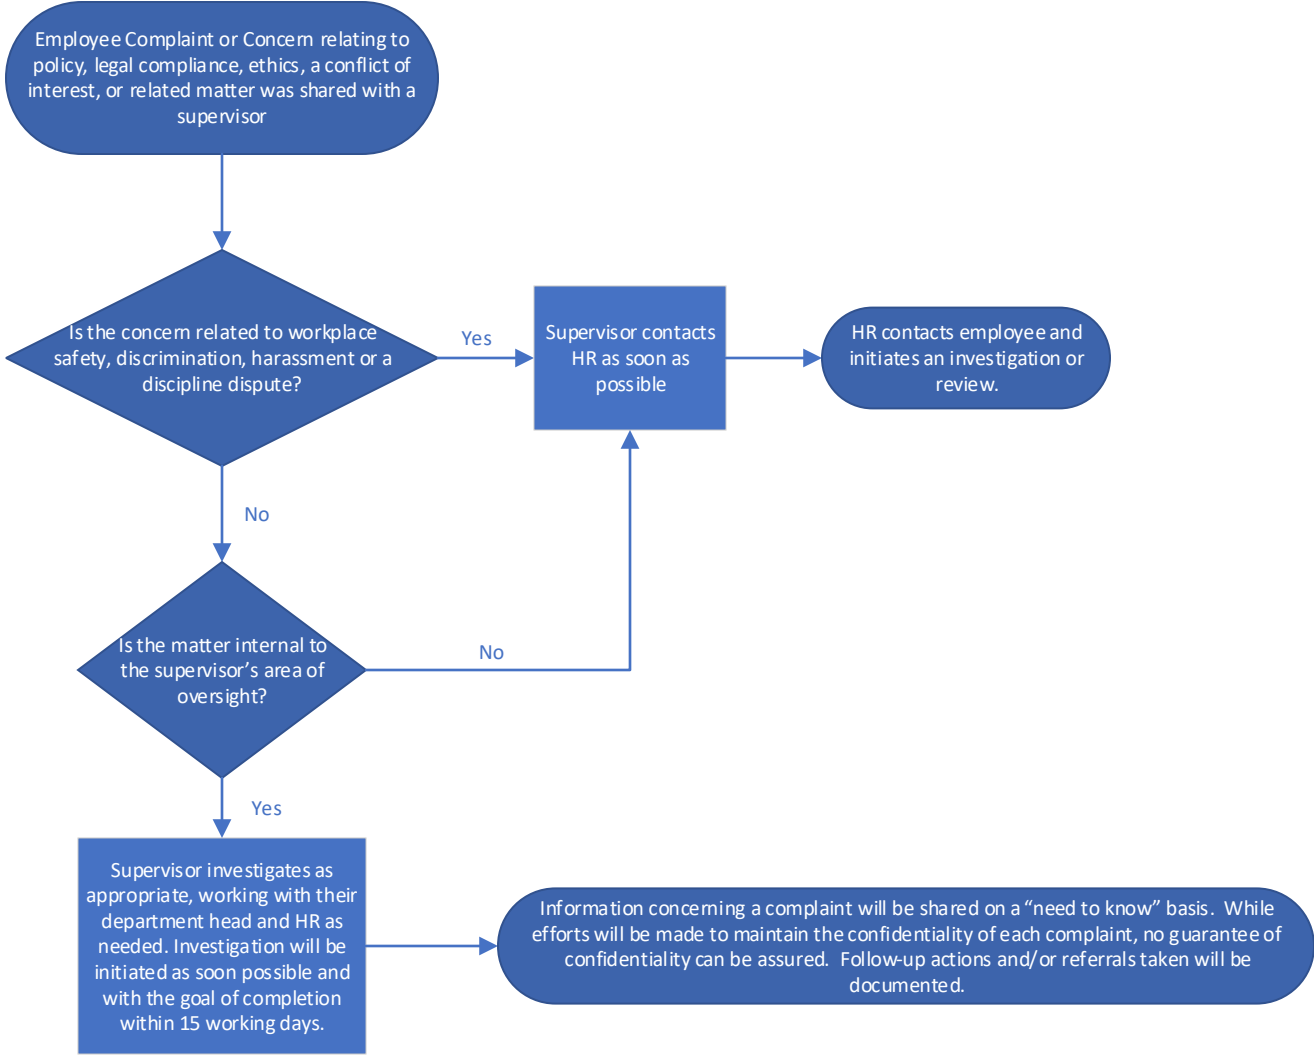 Employee Complaint or Concern relating to
policy, legal compliance, ethics, a conflict of
interest, or related matter was shared with a
supervisor
Is the concern related to workplace
safety, discrimination, harassment or a
discipline dispute?
Yes
Supervisor contacts
HR as soon as
possible
HR contacts employee and
initiates an investigation or
review.
No
Is the matter internal to
the supervisor’s area of
oversight?
No
Yes
Supervisor investigates as
appropriate, working with their
department head and HR as
needed. Investigation will be
initiated as soon possible and
with the goal of completion
within 15 working days.
Information concerning a complaint will be shared on a “need to know” basis.  While
efforts will be made to maintain the confidentiality of each complaint, no guarantee of
confidentiality can be assured.  Follow-up actions and/or referrals taken will be
documented.